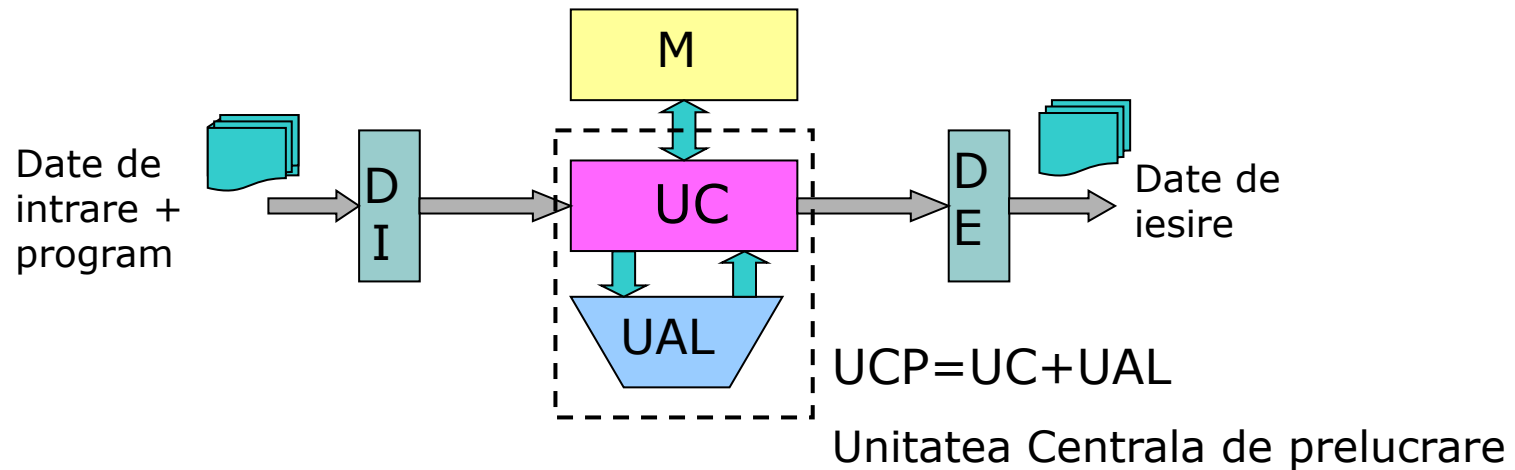 M
Date de
intrare +
program
D
I
UC
D
E
Date de
iesire
UAL
UCP=UC+UAL
Unitatea Centrala de prelucrare